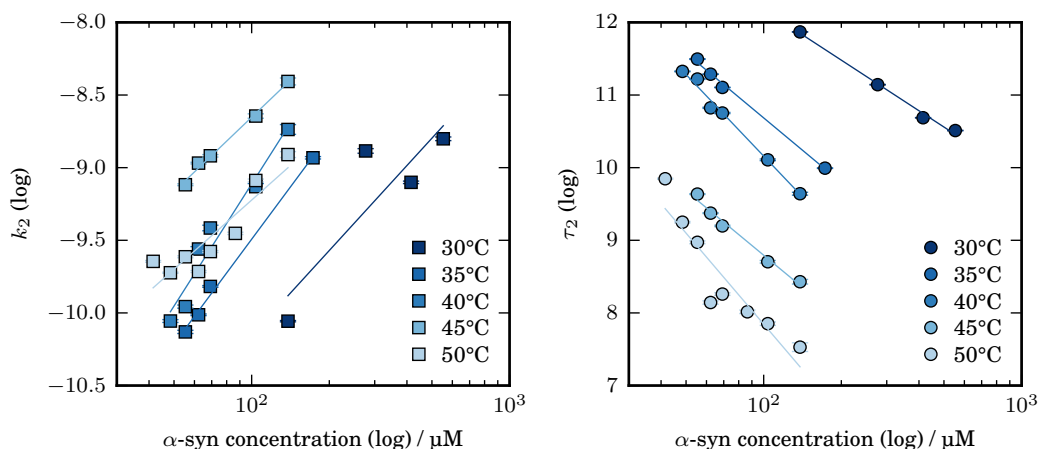 −8.0
−8.5
−9.0
−9.5
−10.0
−10.5
k₂ (log)
10²
10³
α-syn concentration (log) / μM
30°C
35°C
40°C
45°C
50°C
12
11
10
9
8
7
τ₂ (log)
10²
10³
α-syn concentration (log) / μM
30°C
35°C
40°C
45°C
50°C